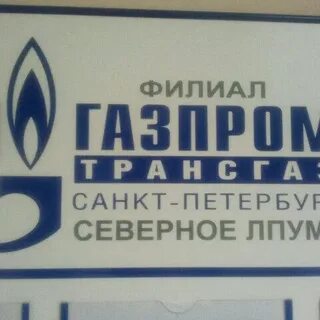 ФИЛИАЛ
ГАЗПРОМ
ТРАНСГАЗ
САНКТ-ПЕТЕРБУР
СЕВЕРНОЕ ЛПУМ